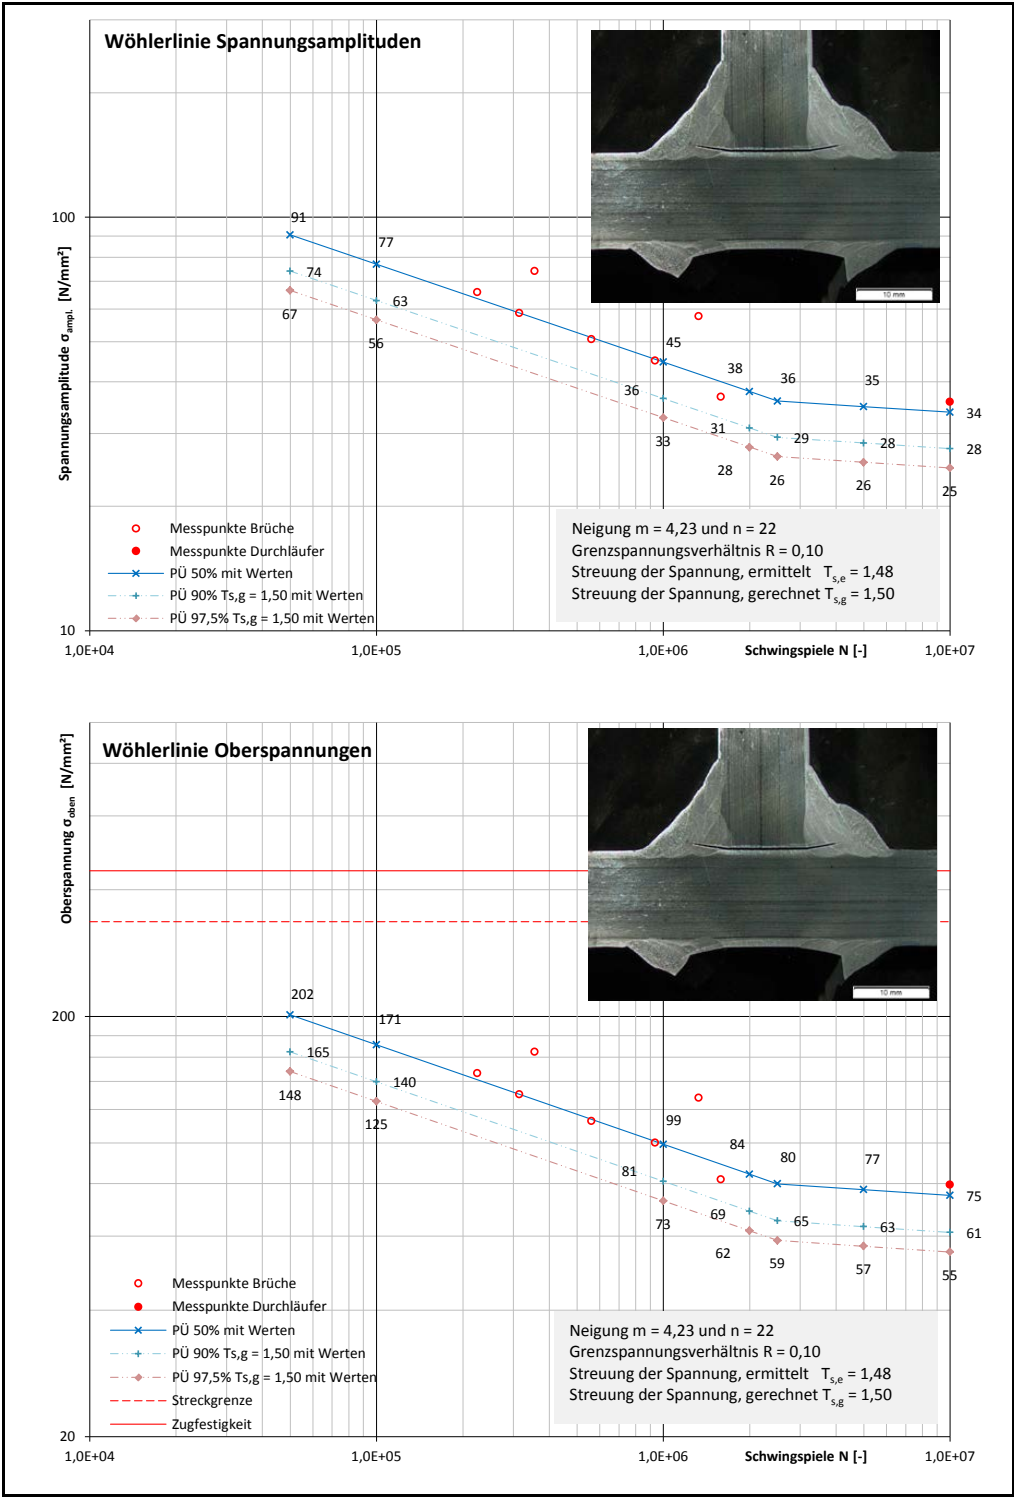 Wöhlerlinie Spannungsamplituden
Spannungsamplitude σampl. [N/mm²]
100
10
91
77
74
63
67
56
45
38
36
35
34
36
31
29
28
28
33
28
26
26
25
10 mm
Messpunkte Brüche
Messpunkte Durchläufer
PÜ 50% mit Werten
PÜ 90% Ts,g = 1,50 mit Werten
PÜ 97,5% Ts,g = 1,50 mit Werten
Neigung m = 4,23 und n = 22
Grenzspannungsverhältnis R = 0,10
Streuung der Spannung, ermittelt Ts,e = 1,48
Streuung der Spannung, gerechnet Ts,g = 1,50
1,0E+04
1,0E+05
1,0E+06
Schwingspiele N [-]
1,0E+07
Wöhlerlinie Oberspannungen
Oberspannung σoben [N/mm²]
200
20
202
171
165
140
148
125
99
84
80
77
75
81
69
65
63
61
73
62
59
57
55
10 mm
Messpunkte Brüche
Messpunkte Durchläufer
PÜ 50% mit Werten
PÜ 90% Ts,g = 1,50 mit Werten
PÜ 97,5% Ts,g = 1,50 mit Werten
Streckgrenze
Zugfestigkeit
Neigung m = 4,23 und n = 22
Grenzspannungsverhältnis R = 0,10
Streuung der Spannung, ermittelt Ts,e = 1,48
Streuung der Spannung, gerechnet Ts,g = 1,50
1,0E+04
1,0E+05
1,0E+06
Schwingspiele N [-]
1,0E+07